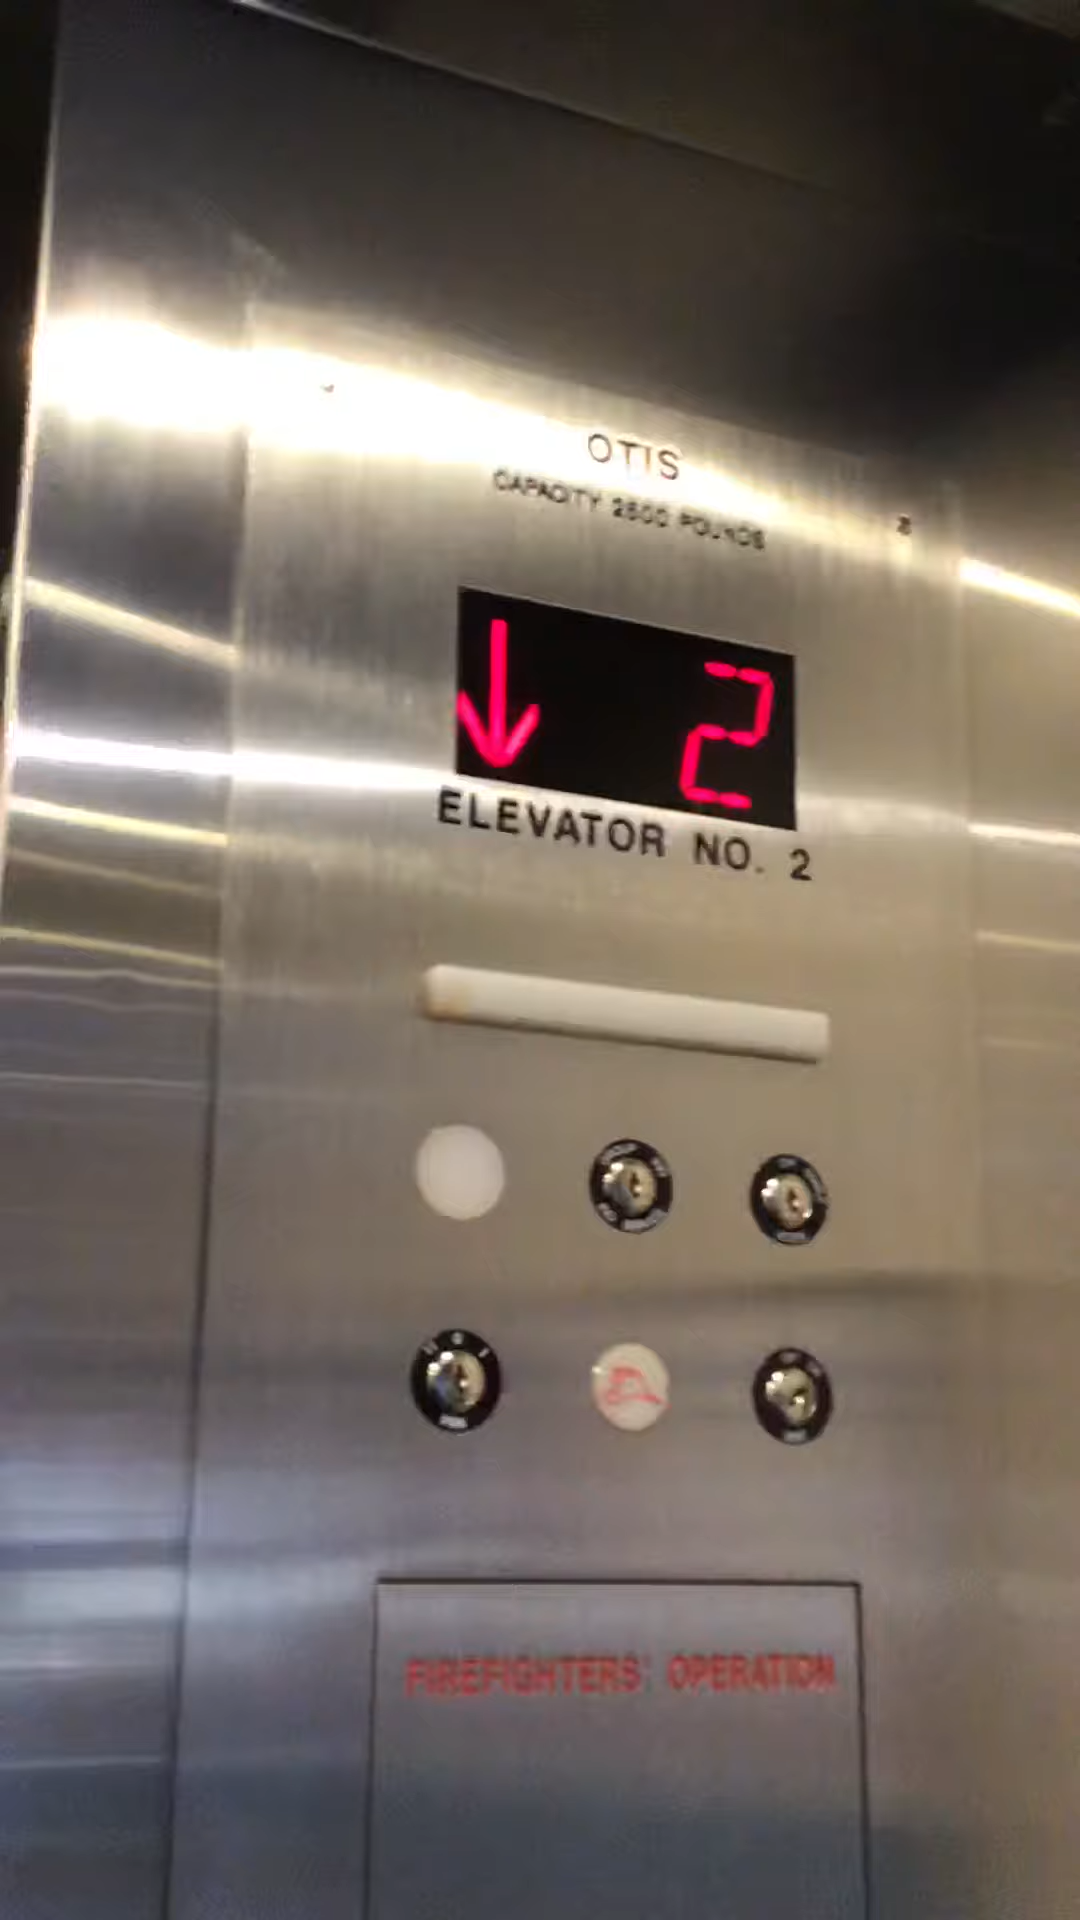 OTIS
CAPACITY 2500 POUNDS
↓ 2
ELEVATOR NO. 2
FIREFIGHTERS' OPERATION